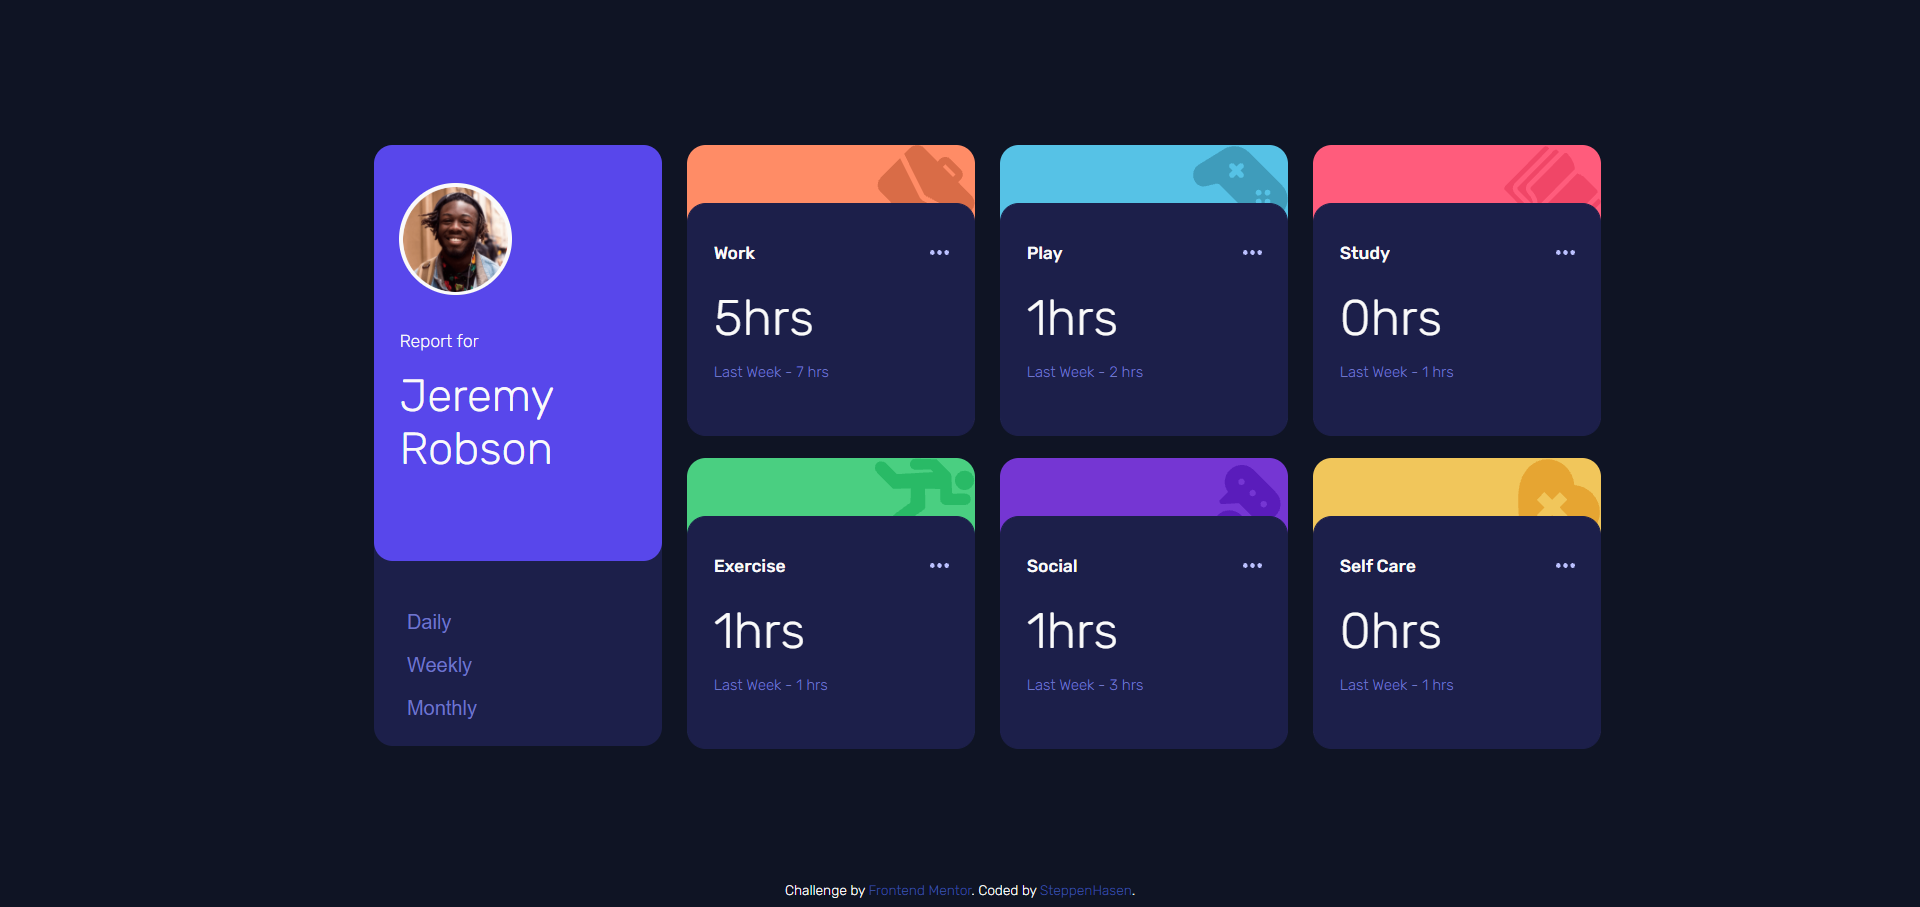 Report for
Jeremy
Robson
Daily
Weekly
Monthly
Work
5hrs
Last Week - 7 hrs
Play
1hrs
Last Week - 2 hrs
Study
0hrs
Last Week - 1 hrs
Exercise
1hrs
Last Week - 1 hrs
Social
1hrs
Last Week - 3 hrs
Self Care
0hrs
Last Week - 1 hrs
Challenge by Frontend Mentor. Coded by SteppenHasen.